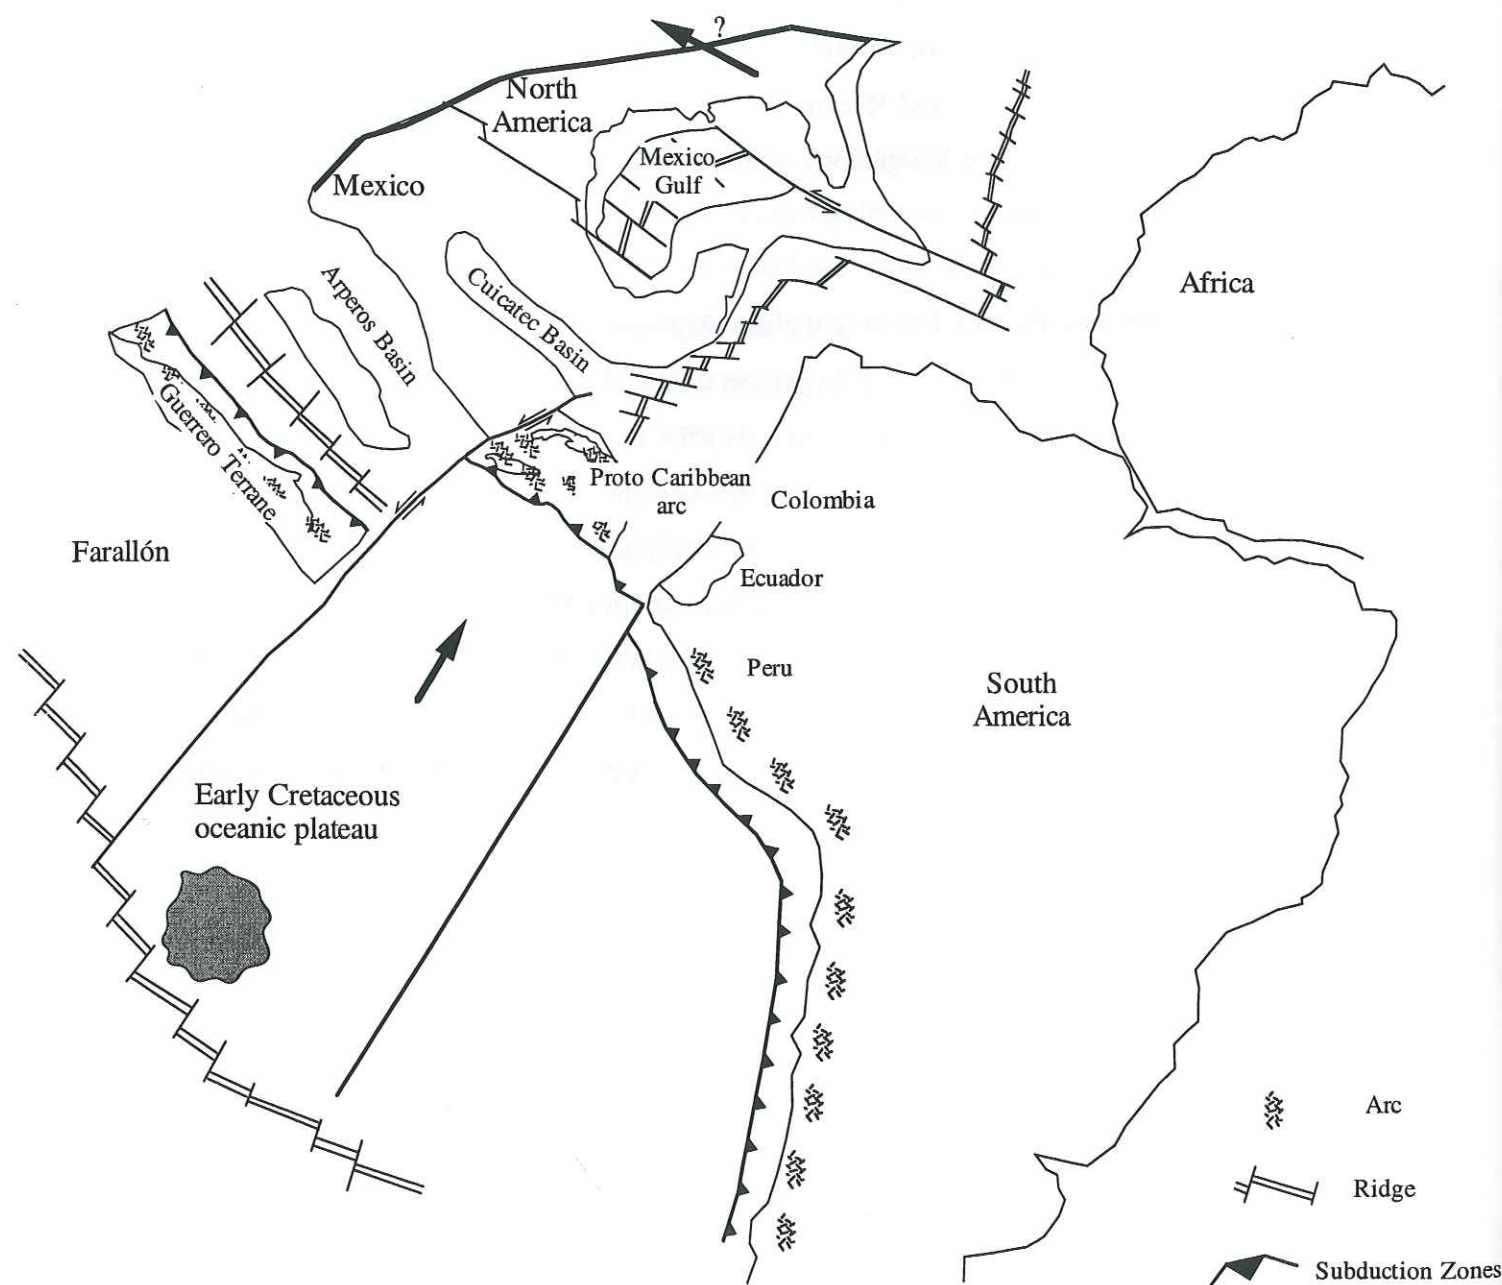 ?
North
America
Mexico
Gulf
Mexico
Africa
Arperos Basin
Cuicatec Basin
Guerrero Terrane
Proto Caribbean
arc
Colombia
Farallón
Ecuador
Peru
South
America
Early Cretaceous
oceanic plateau
Arc
Ridge
Subduction Zones